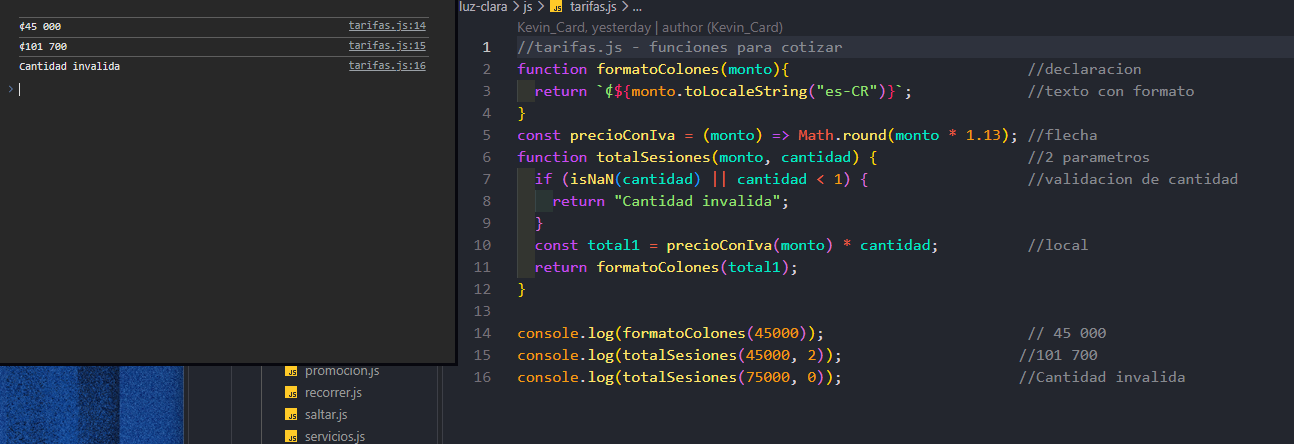 ¢45 000 tarifas.js:14
¢101 700 tarifas.js:15
Cantidad invalida tarifas.js:16
>
luz-clara > js > JS tarifas.js > ...
Kevin_Card, yesterday | author (Kevin_Card)
1 //tarifas.js - funciones para cotizar
2 function formatoColones(monto){ //declaracion
3 return `¢${monto.toLocaleString("es-CR")}`; //texto con formato
4 }
5 const precioConIva = (monto) => Math.round(monto * 1.13); //flecha
6 function totalSesiones(monto, cantidad) { //2 parametros
7 if (isNaN(cantidad) || cantidad < 1) { //validacion de cantidad
8 return "Cantidad invalida";
9 }
10 const total1 = precioConIva(monto) * cantidad; //local
11 return formatoColones(total1);
12 }
13
14 console.log(formatoColones(45000)); // 45 000
15 console.log(totalSesiones(45000, 2)); //101 700
16 console.log(totalSesiones(75000, 0)); //Cantidad invalida
JS promocion.js
JS recorrer.js
JS saltar.js
JS servicios.js